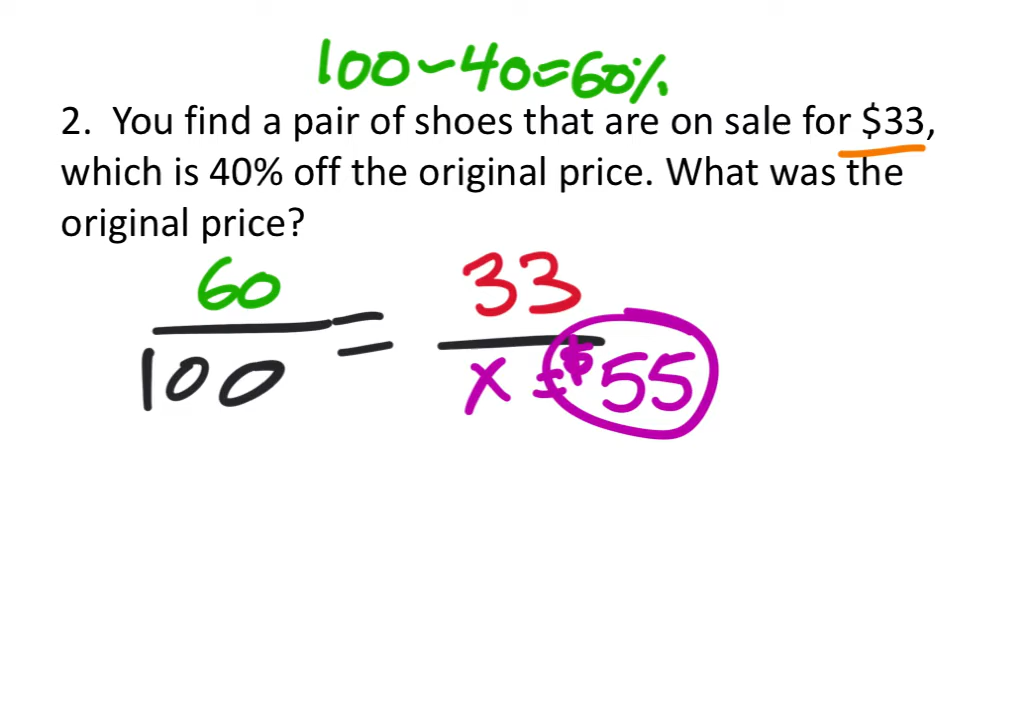 100-40=60%
2. You find a pair of shoes that are on sale for $33,
which is 40% off the original price. What was the
original price?
60 33
= 
100 x = $55